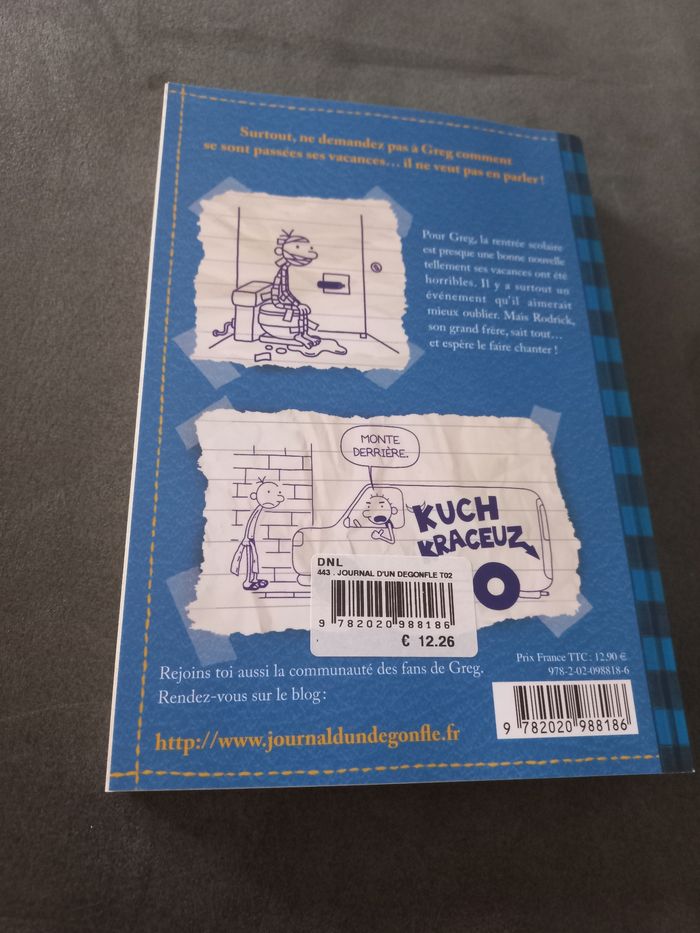 Surtout, ne demandez pas à Greg comment
se sont passées ses vacances... il ne veut pas en parler !
Pour Greg, la rentrée scolaire
est presque une bonne nouvelle
tellement ses vacances ont été
horribles. Il y a surtout un
événement qu'il aimerait
mieux oublier. Mais Rodrick,
son grand frère, sait tout...
et espère le faire chanter !
MONTE
DERRIÈRE.
KUCH
KRACEUZ
DNL
443 . JOURNAL D'UN DEGONFLE T02
9 782020 988186
€ 12.26
Rejoins toi aussi la communauté des fans de Greg.
Rendez-vous sur le blog :
http://www.journaldundegonfle.fr
Prix France TTC : 12,90 €
978-2-02-098818-6
9 782020 988186